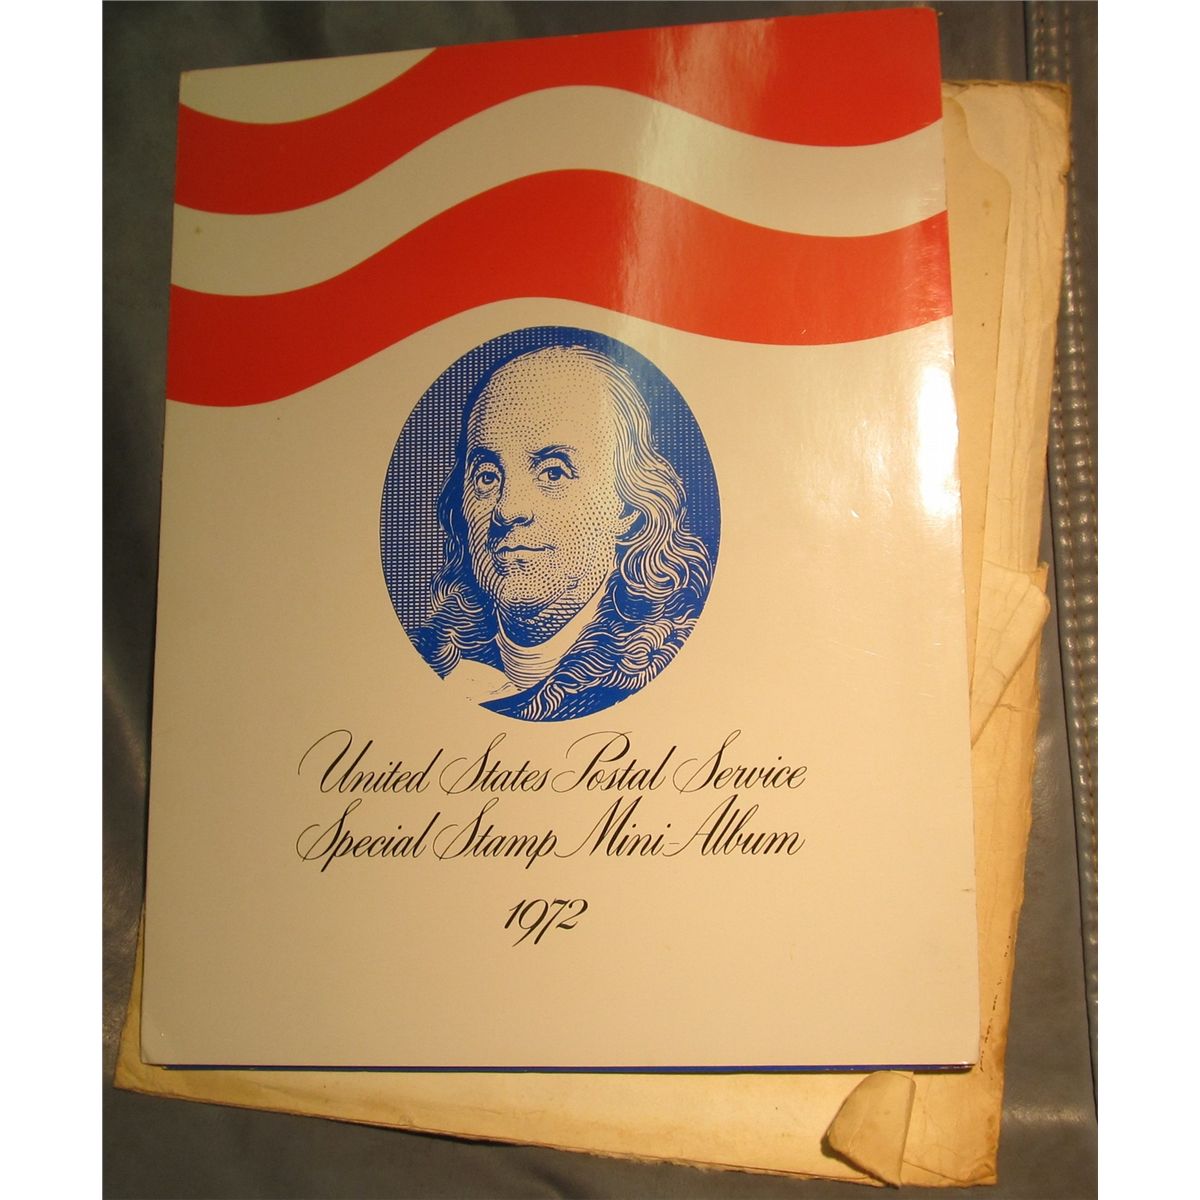 United States Postal Service
Special Stamp Mini-Album
1972